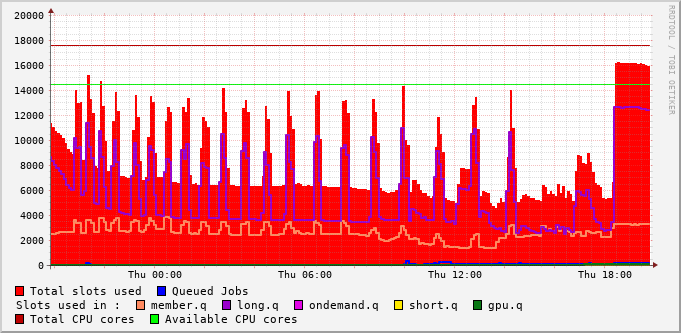 20000
18000
16000
14000
12000
10000
8000
6000
4000
2000
0
Thu 00:00 Thu 06:00 Thu 12:00 Thu 18:00
RRDTOOL / TOBI OETIKER
Total slots used Queued Jobs
Slots used in : member.q long.q ondemand.q short.q gpu.q
Total CPU cores Available CPU cores